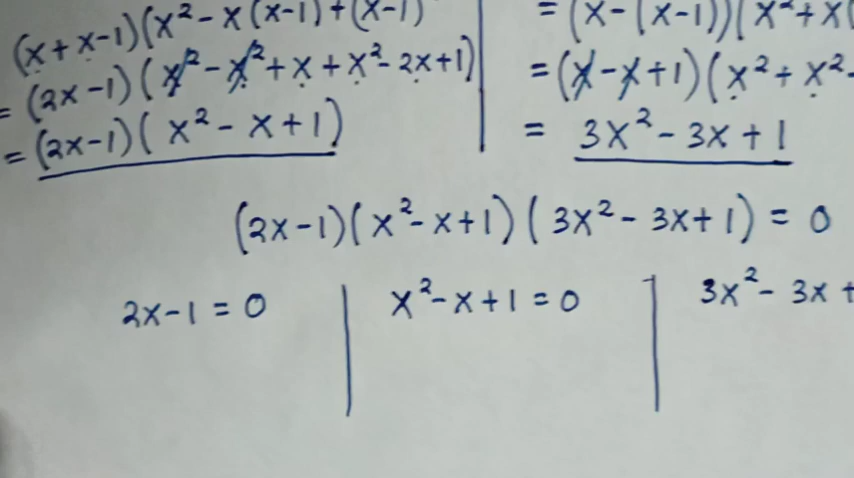 (x+x-1)(x²-x(x-1)+(x-1)
= (2x-1)(x²-x²+x+x²-2x+1)
= (2x-1)(x²-x+1)
= (x-(x-1))(x²+x(
= (x-x+1)(x²+x²-
= 3x²-3x+1
(2x-1)(x²-x+1)(3x²-3x+1) = 0
2x-1 = 0
x²-x+1 = 0
3x²-3x+